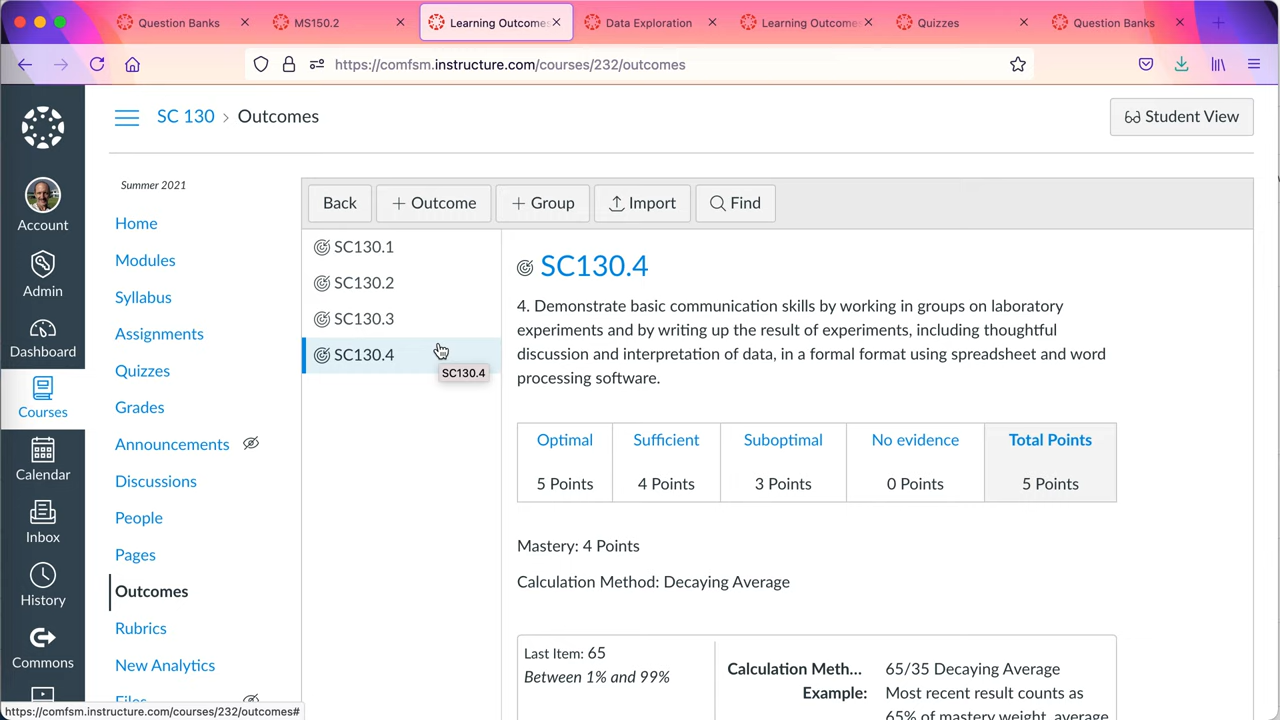 Question Banks
MS150.2
Learning Outcomes
Data Exploration
Learning Outcome
Quizzes
Question Banks
https://comfsm.instructure.com/courses/232/outcomes
SC 130 › Outcomes
Student View
Account
Admin
Dashboard
Courses
Calendar
Inbox
History
Commons
Summer 2021
Home
Modules
Syllabus
Assignments
Quizzes
Grades
Announcements
Discussions
People
Pages
Outcomes
Rubrics
New Analytics
Files
Back
+ Outcome
+ Group
Import
Find
SC130.1
SC130.2
SC130.3
SC130.4
SC130.4
SC130.4
4. Demonstrate basic communication skills by working in groups on laboratory
experiments and by writing up the result of experiments, including thoughtful
discussion and interpretation of data, in a formal format using spreadsheet and word
processing software.
Optimal Sufficient Suboptimal No evidence Total Points
5 Points 4 Points 3 Points 0 Points 5 Points
Mastery: 4 Points
Calculation Method: Decaying Average
Last Item: 65
Between 1% and 99%
Calculation Meth... 65/35 Decaying Average
Example: Most recent result counts as
65% of mastery weight, average
https://comfsm.instructure.com/courses/232/outcomes#